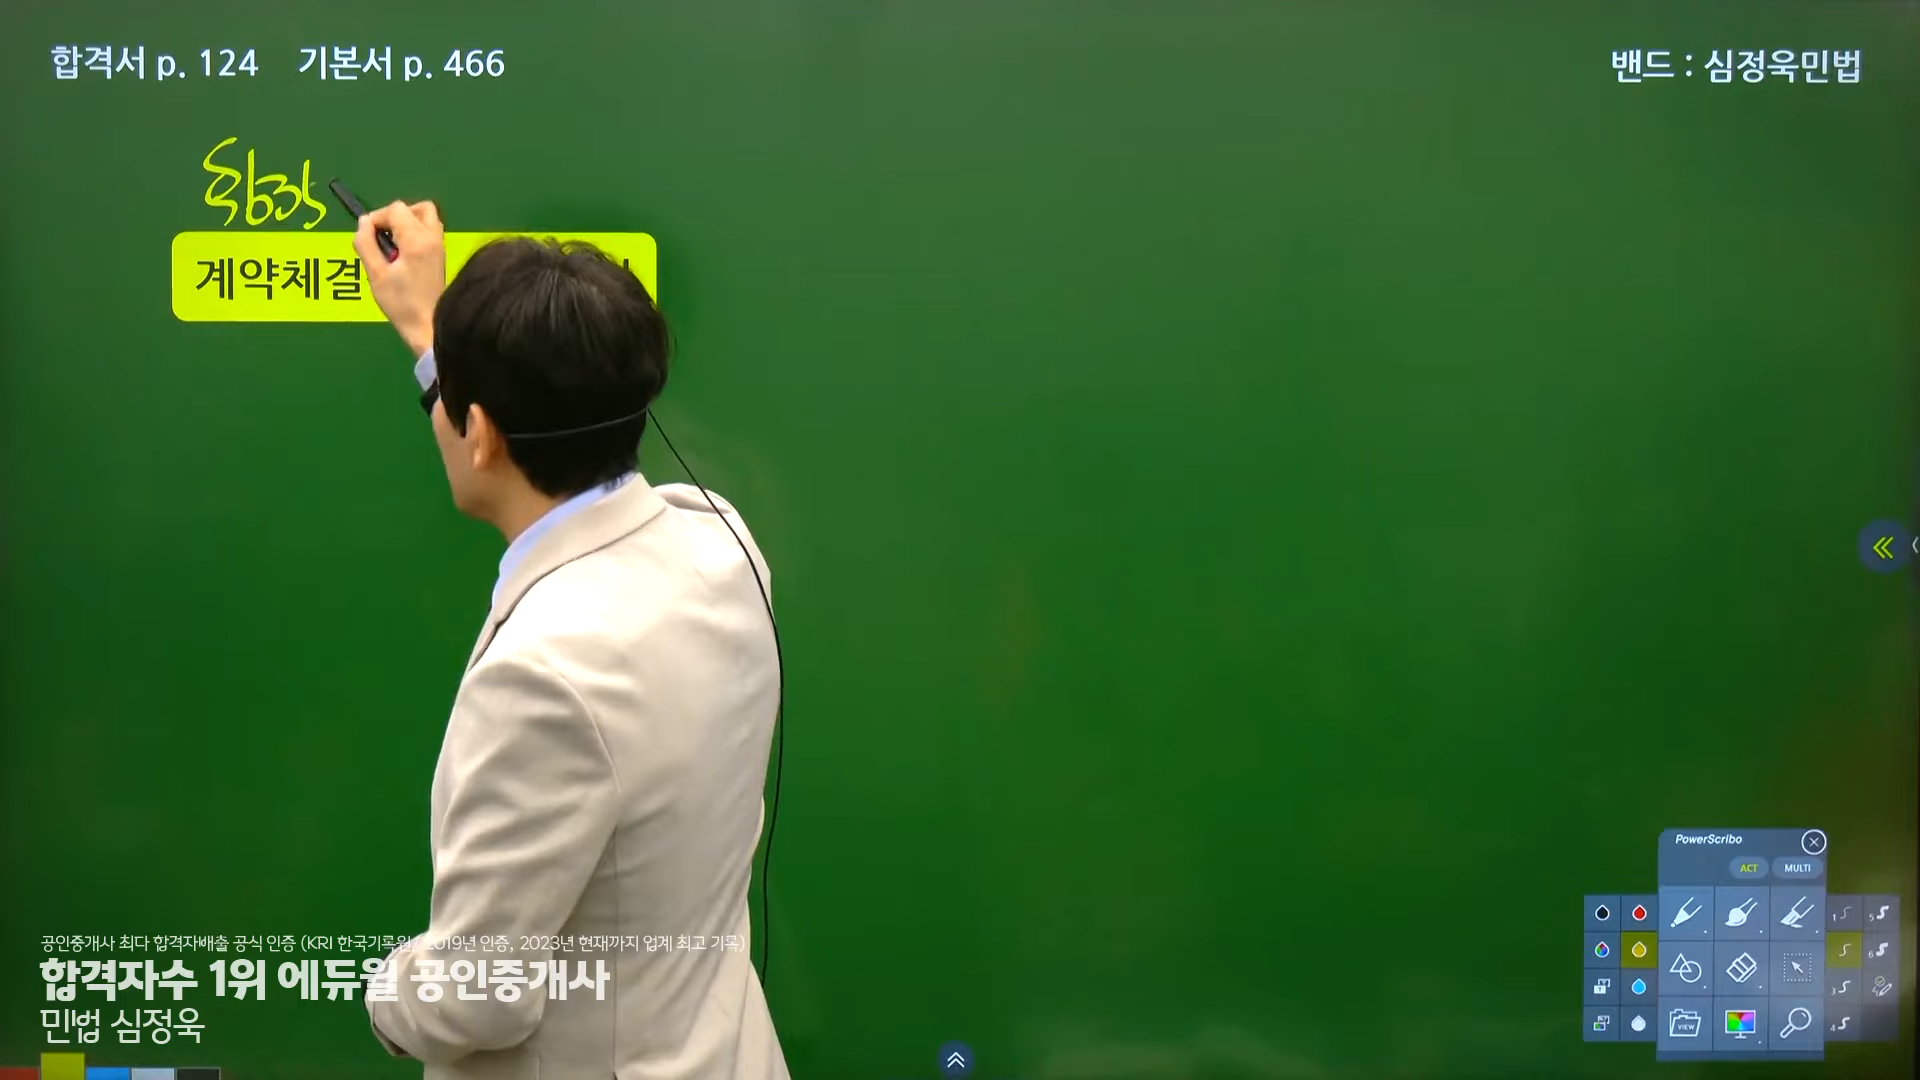 합격서 p. 124 기본서 p. 466
밴드 : 심정욱민법
계약체결
PowerScribo
ACT MULTI
VIEW
공인중개사 최다 합격자배출 공식 인증 (KRI 한국기록원/ 2019년 인증, 2023년 현재까지 업계 최고 기록)
합격자수 1위 에듀윌 공인중개사
민법 심정욱